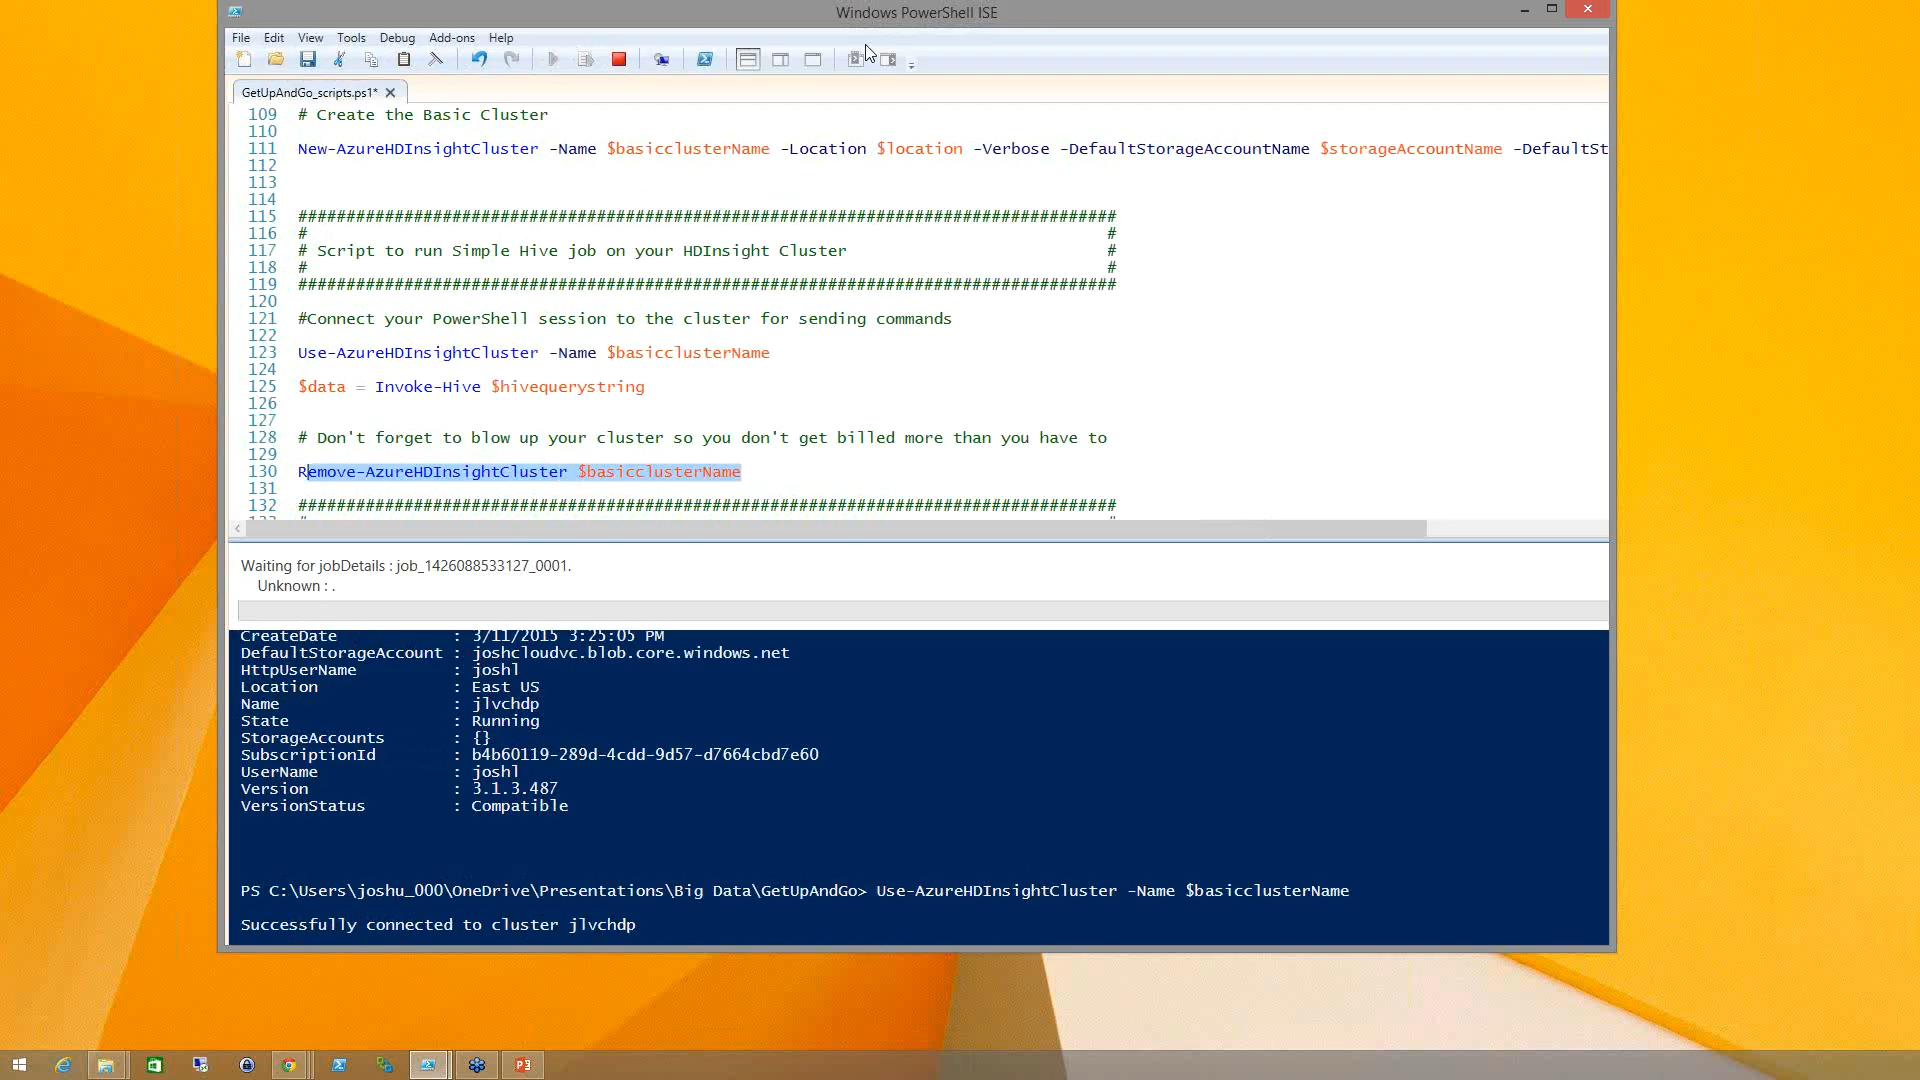 Windows PowerShell ISE
File Edit View Tools Debug Add-ons Help
GetUpAndGo_scripts.ps1*
109 # Create the Basic Cluster
110
111 New-AzureHDInsightCluster -Name $basicclusterName -Location $location -Verbose -DefaultStorageAccountName $storageAccountName -DefaultSt
112
113
114
115 #####################################################################################
116 # #
117 # Script to run Simple Hive job on your HDInsight Cluster #
118 # #
119 #####################################################################################
120
121 #Connect your PowerShell session to the cluster for sending commands
122
123 Use-AzureHDInsightCluster -Name $basicclusterName
124
125 $data = Invoke-Hive $hivequerystring
126
127
128 # Don't forget to blow up your cluster so you don't get billed more than you have to
129
130 Remove-AzureHDInsightCluster $basicclusterName
131
132 #####################################################################################
Waiting for jobDetails : job_1426088533127_0001.
Unknown : .
CreateDate : 3/11/2015 3:25:05 PM
DefaultStorageAccount : joshcloudvc.blob.core.windows.net
HttpUserName : joshl
Location : East US
Name : jlvchdp
State : Running
StorageAccounts : {}
SubscriptionId : b4b60119-289d-4cdd-9d57-d7664cbd7e60
UserName : joshl
Version : 3.1.3.487
VersionStatus : Compatible
PS C:\Users\joshu_000\OneDrive\Presentations\Big Data\GetUpAndGo> Use-AzureHDInsightCluster -Name $basicclusterName
Successfully connected to cluster jlvchdp